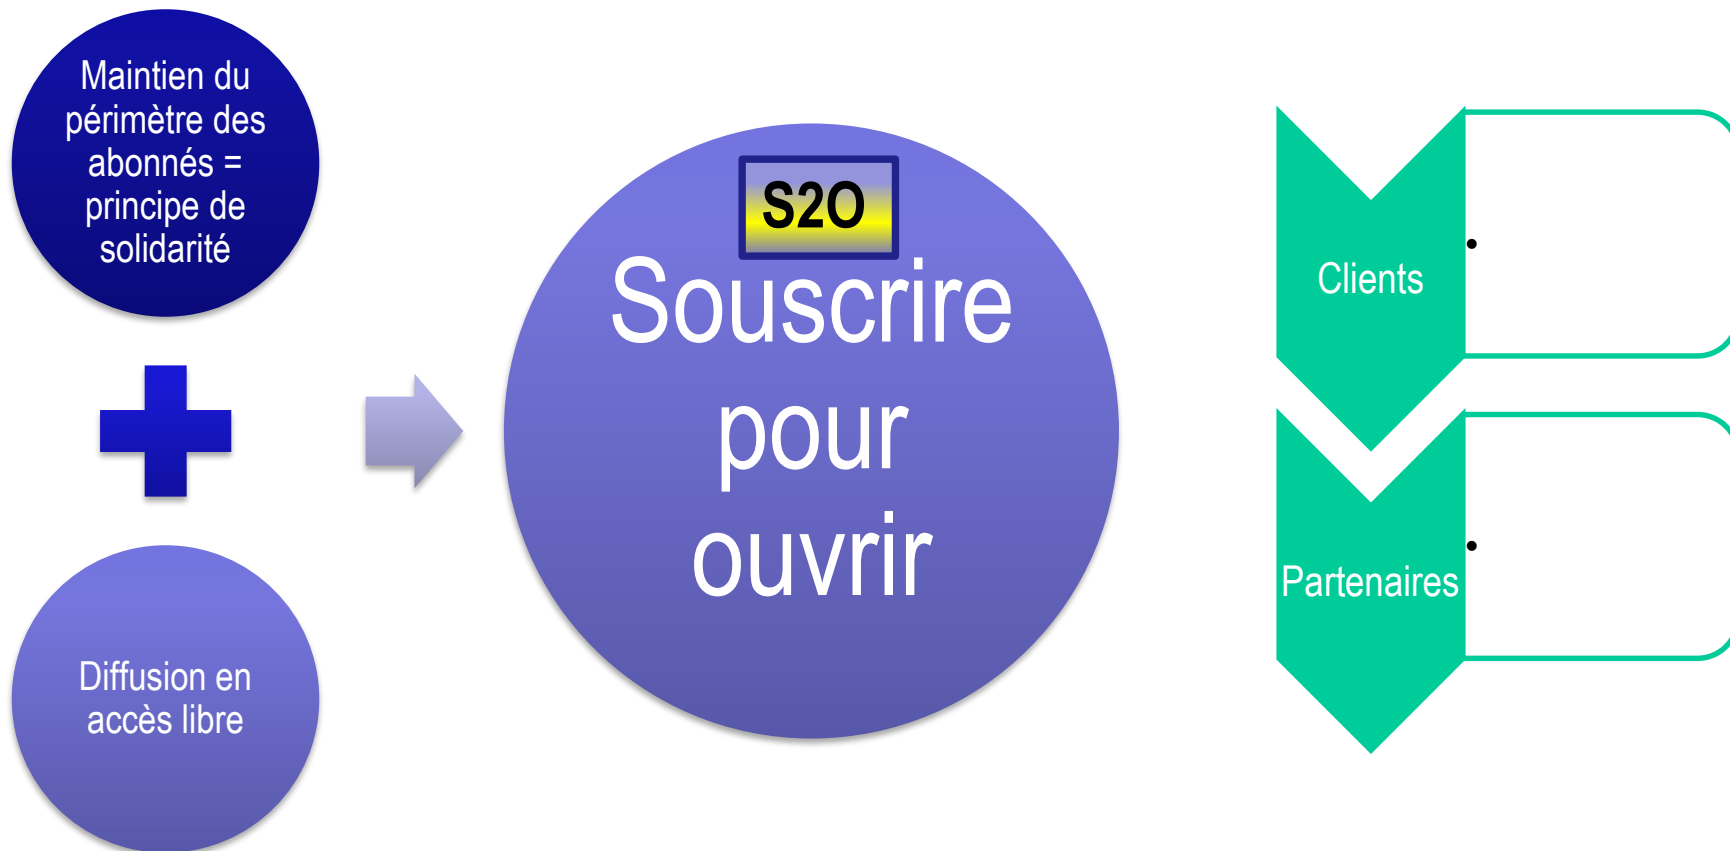 Maintien du
périmètre des
abonnés =
principe de
solidarité
Diffusion en
accès libre
S2O
Souscrire
pour
ouvrir
Clients
•
Partenaires
•